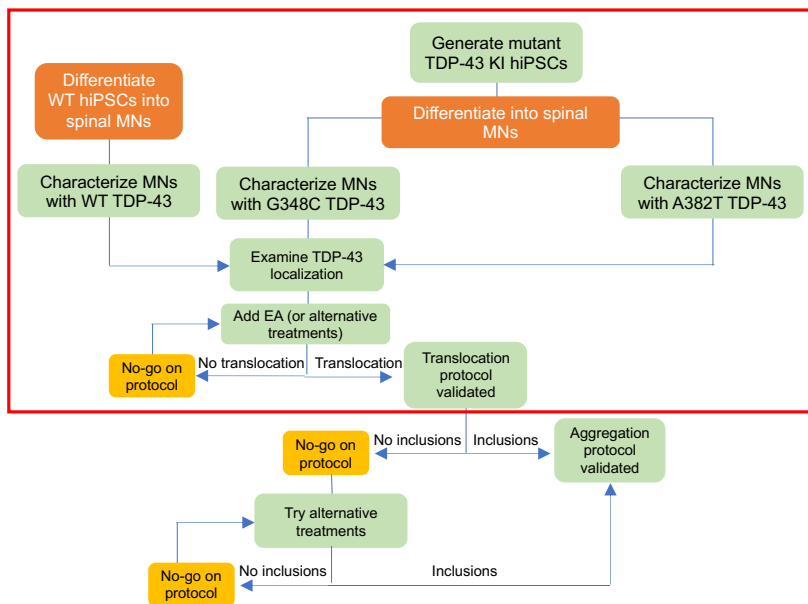 Generate mutant
TDP-43 KI hiPSCs
Differentiate
WT hiPSCs into
spinal MNs
Differentiate into spinal
MNs
Characterize MNs
with WT TDP-43
Characterize MNs
with G348C TDP-43
Characterize MNs
with A382T TDP-43
Examine TDP-43
localization
Add EA (or alternative
treatments)
No-go on
protocol
No translocation
Translocation
Translocation
protocol
validated
No-go on
protocol
No inclusions
Inclusions
Aggregation
protocol
validated
Try alternative
treatments
No-go on
protocol
No inclusions
Inclusions